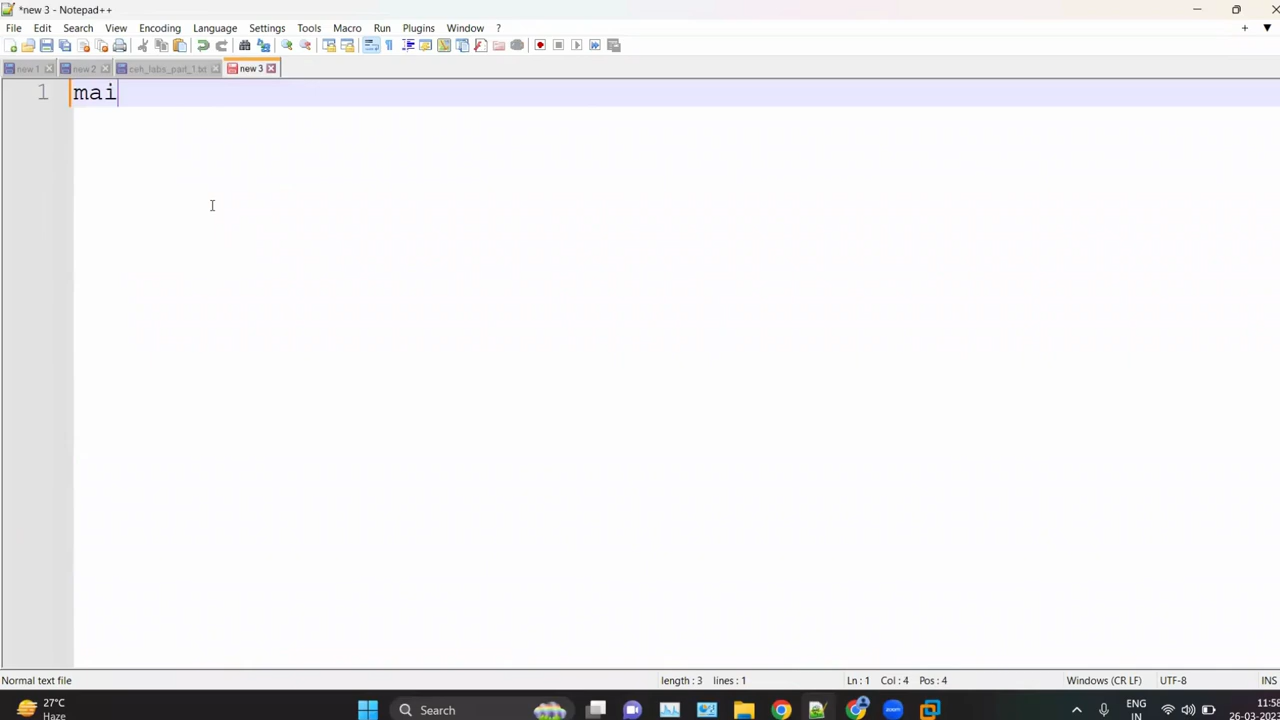 *new 3 - Notepad++
File Edit Search View Encoding Language Settings Tools Macro Run Plugins Window ?
new 1 new 2 ceh_labs_part_1.txt new 3
1 mai
Normal text file length : 3 lines : 1 Ln : 1 Col : 4 Pos : 4 Windows (CR LF) UTF-8 INS
27°C
Haze
Search
zoom
ENG
IN
11:5
26-03-202